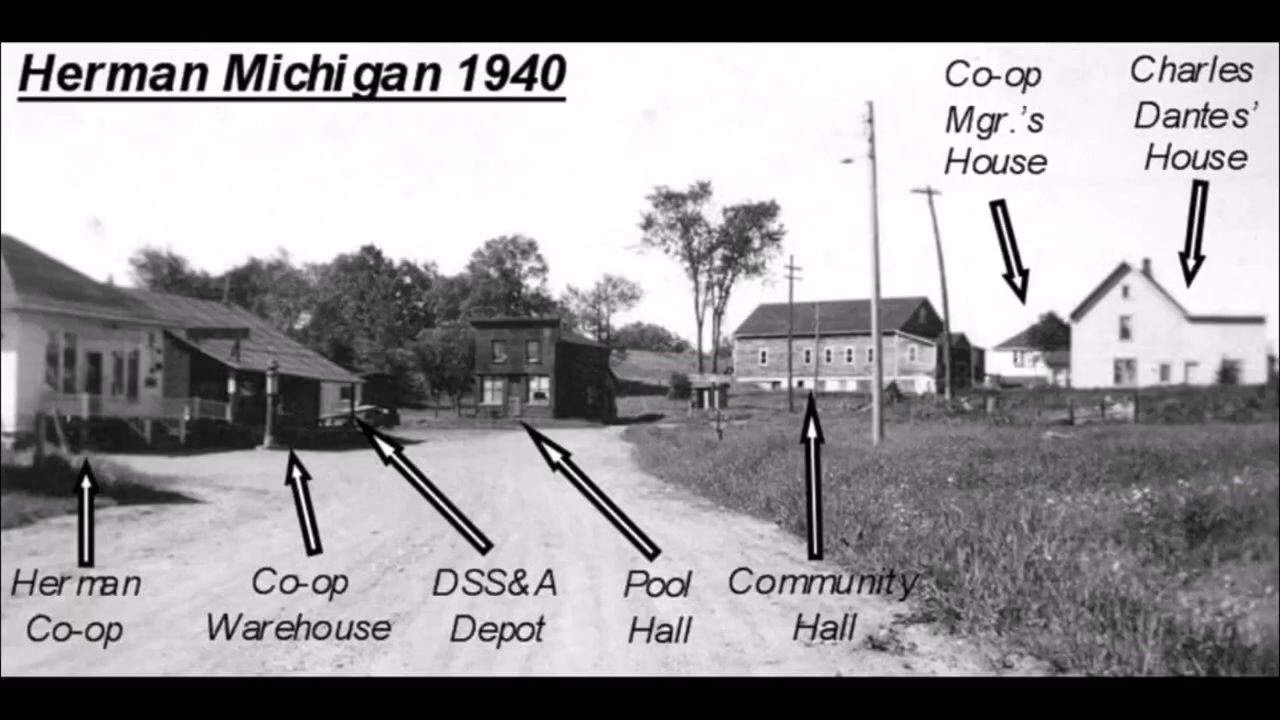 Herman Michigan 1940
Co-op
Mgr.'s
House
Charles
Dantes'
House
Herman
Co-op
Co-op
Warehouse
DSS&A
Depot
Pool
Hall
Community
Hall